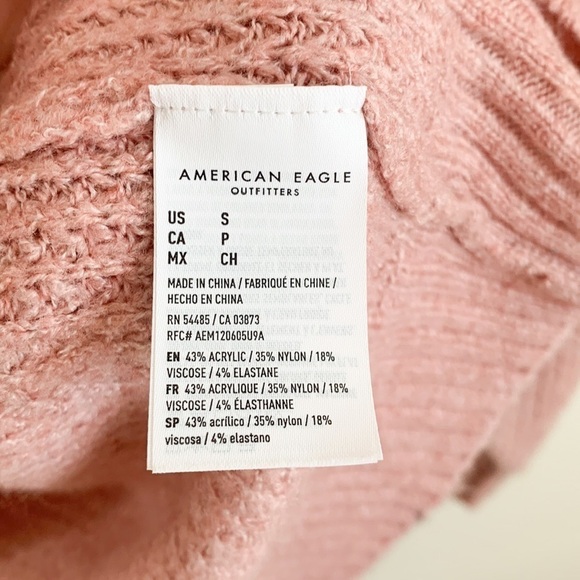 AMERICAN EAGLE
OUTFITTERS
US S
CA P
MX CH
MADE IN CHINA / FABRIQUÉ EN CHINE /
HECHO EN CHINA
RN 54485 / CA 03873
RFC# AEM120605U9A
EN 43% ACRYLIC / 35% NYLON / 18%
VISCOSE / 4% ELASTANE
FR 43% ACRYLIQUE / 35% NYLON / 18%
VISCOSE / 4% ÉLASTHANNE
SP 43% acrílico / 35% nylon / 18%
viscosa / 4% elastano